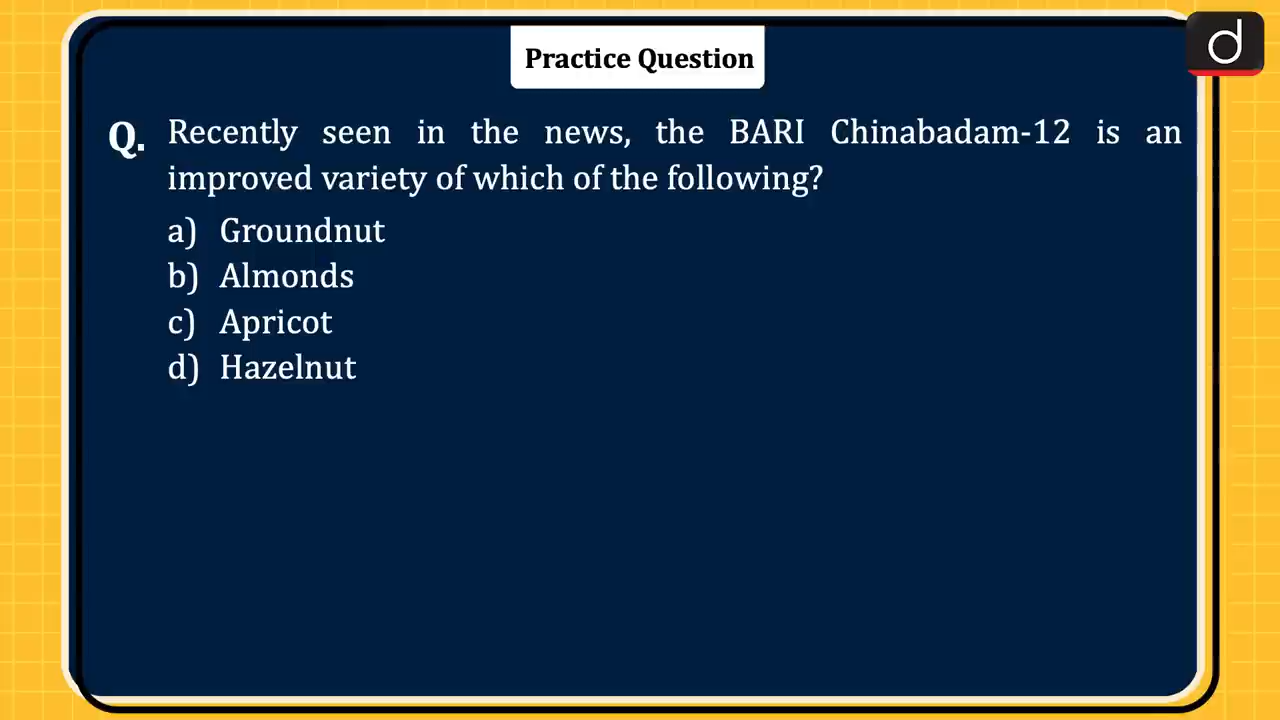 Practice Question
d
Q. Recently seen in the news, the BARI Chinabadam-12 is an
improved variety of which of the following?
a) Groundnut
b) Almonds
c) Apricot
d) Hazelnut